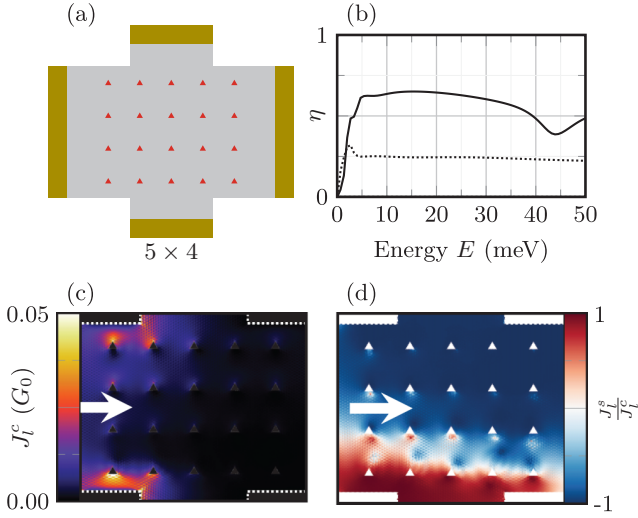 (a)
5 × 4
(b)
1
η
0
0 10 20 30 40 50
Energy E (meV)
(c)
0.05
J_l^c (G_0)
0.00
(d)
1
J_l^s / J_l^c
-1